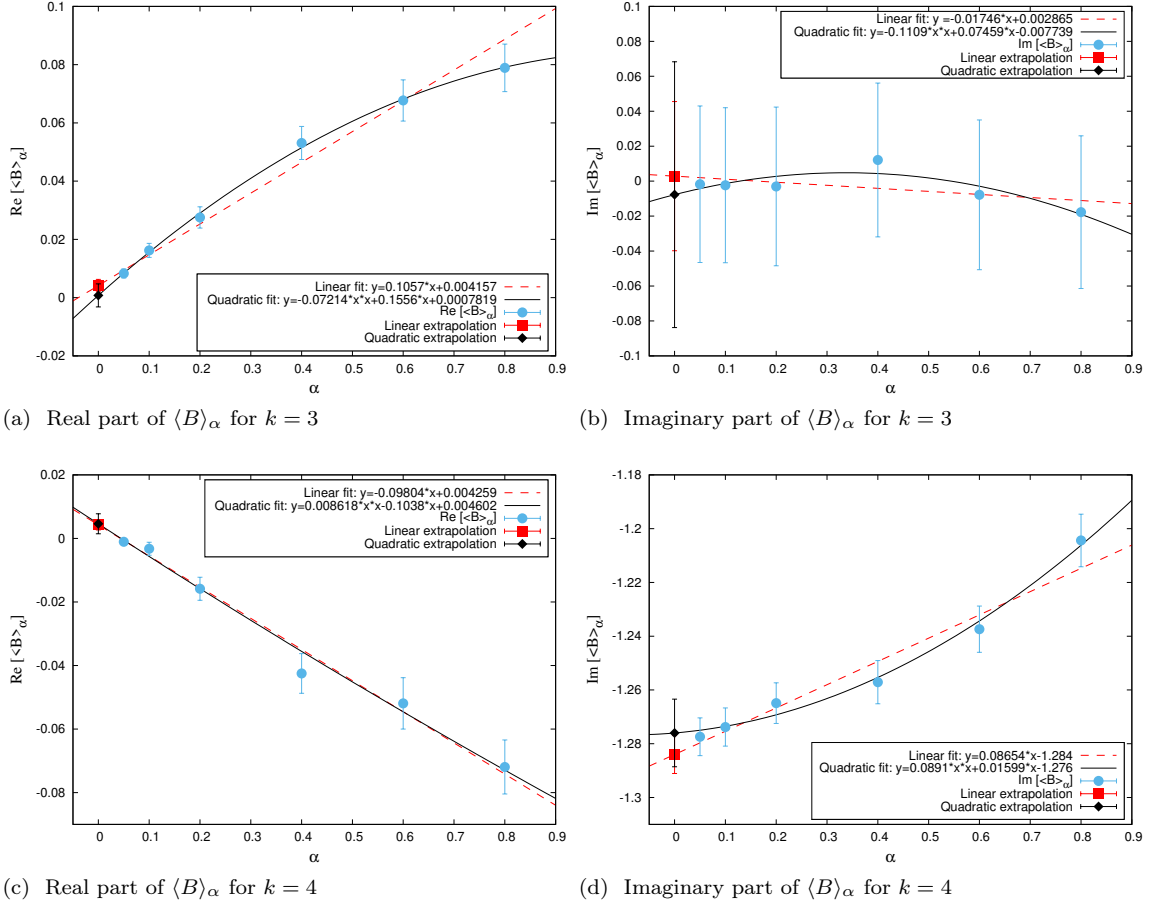 0.1
0.08
0.06
0.04
0.02
0
-0.02
Re [<B>α]
0 0.1 0.2 0.3 0.4 0.5 0.6 0.7 0.8 0.9
α
Linear fit: y=0.1057*x+0.004157
Quadratic fit: y=-0.07214*x*x+0.1556*x+0.0007819
Re [<B>α]
Linear extrapolation
Quadratic extrapolation
(a) Real part of ⟨B⟩α for k = 3
0.1
0.08
0.06
0.04
0.02
0
-0.02
-0.04
-0.06
-0.08
-0.1
Im [<B>α]
0 0.1 0.2 0.3 0.4 0.5 0.6 0.7 0.8 0.9
α
Linear fit: y =-0.01746*x+0.002865
Quadratic fit: y=-0.1109*x*x+0.07459*x-0.007739
Im [<B>α]
Linear extrapolation
Quadratic extrapolation
(b) Imaginary part of ⟨B⟩α for k = 3
0.02
0
-0.02
-0.04
-0.06
-0.08
Re [<B>α]
0 0.1 0.2 0.3 0.4 0.5 0.6 0.7 0.8 0.9
α
Linear fit: y=-0.09804*x+0.004259
Quadratic fit: y=0.008618*x*x-0.1038*x+0.004602
Re [<B>α]
Linear extrapolation
Quadratic extrapolation
(c) Real part of ⟨B⟩α for k = 4
-1.18
-1.2
-1.22
-1.24
-1.26
-1.28
-1.3
Im [<B>α]
0 0.1 0.2 0.3 0.4 0.5 0.6 0.7 0.8 0.9
α
Linear fit: y=0.08654*x-1.284
Quadratic fit: y=0.0891*x*x+0.01599*x-1.276
Im [<B>α]
Linear extrapolation
Quadratic extrapolation
(d) Imaginary part of ⟨B⟩α for k = 4